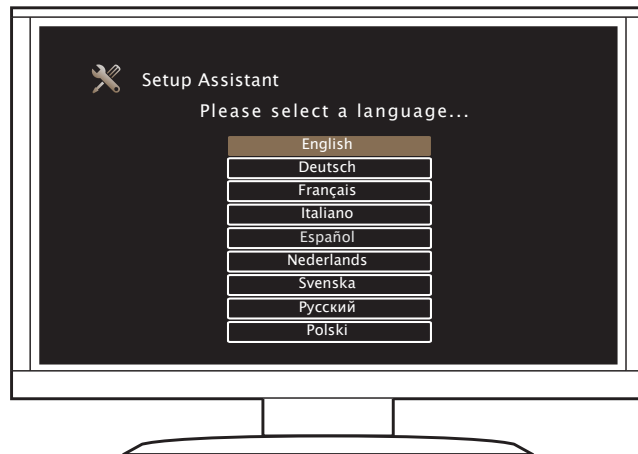 Setup Assistant
Please select a language...
English
Deutsch
Français
Italiano
Español
Nederlands
Svenska
Русский
Polski